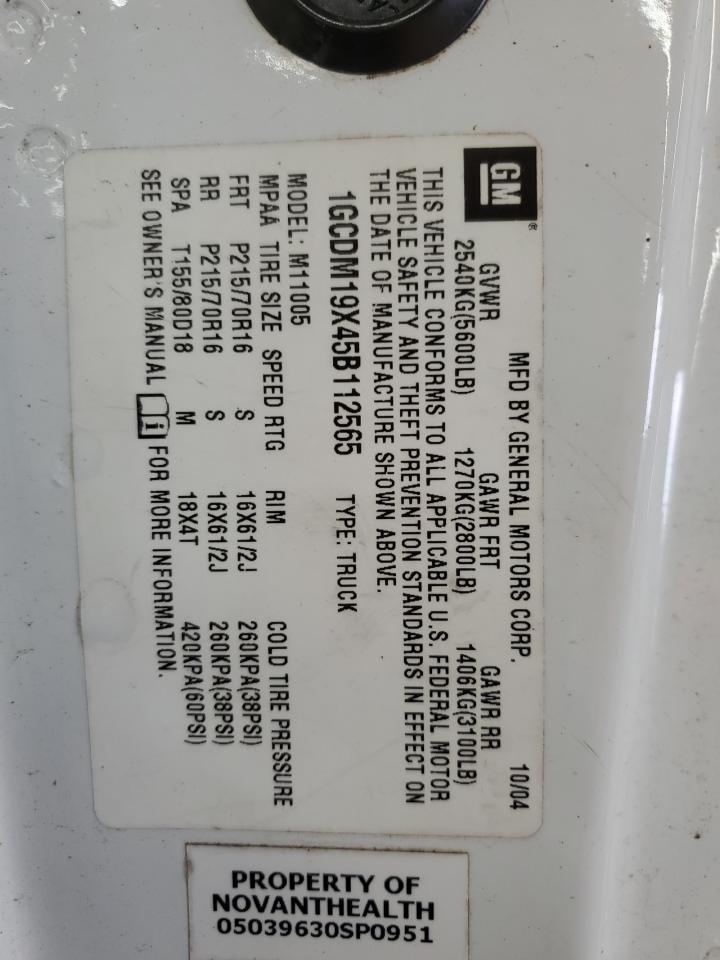 GM®
MFD BY GENERAL MOTORS CORP. 10/04
GVWR GAWR FRT GAWR RR
2540KG(5600LB) 1270KG(2800LB) 1406KG(3100LB)
THIS VEHICLE CONFORMS TO ALL APPLICABLE U.S. FEDERAL MOTOR
VEHICLE SAFETY AND THEFT PREVENTION STANDARDS IN EFFECT ON
THE DATE OF MANUFACTURE SHOWN ABOVE.
1GCDM19X45B112565 TYPE: TRUCK
MODEL: M11005
MPAA TIRE SIZE SPEED RTG RIM COLD TIRE PRESSURE
FRT P215/70R16 S 16X61/2J 260KPA(38PSI)
RR P215/70R16 S 16X61/2J 260KPA(38PSI)
SPA T155/80D18 M 18X4T 420KPA(60PSI)
SEE OWNER'S MANUAL FOR MORE INFORMATION.
PROPERTY OF
NOVANTHEALTH
05039630SP0951